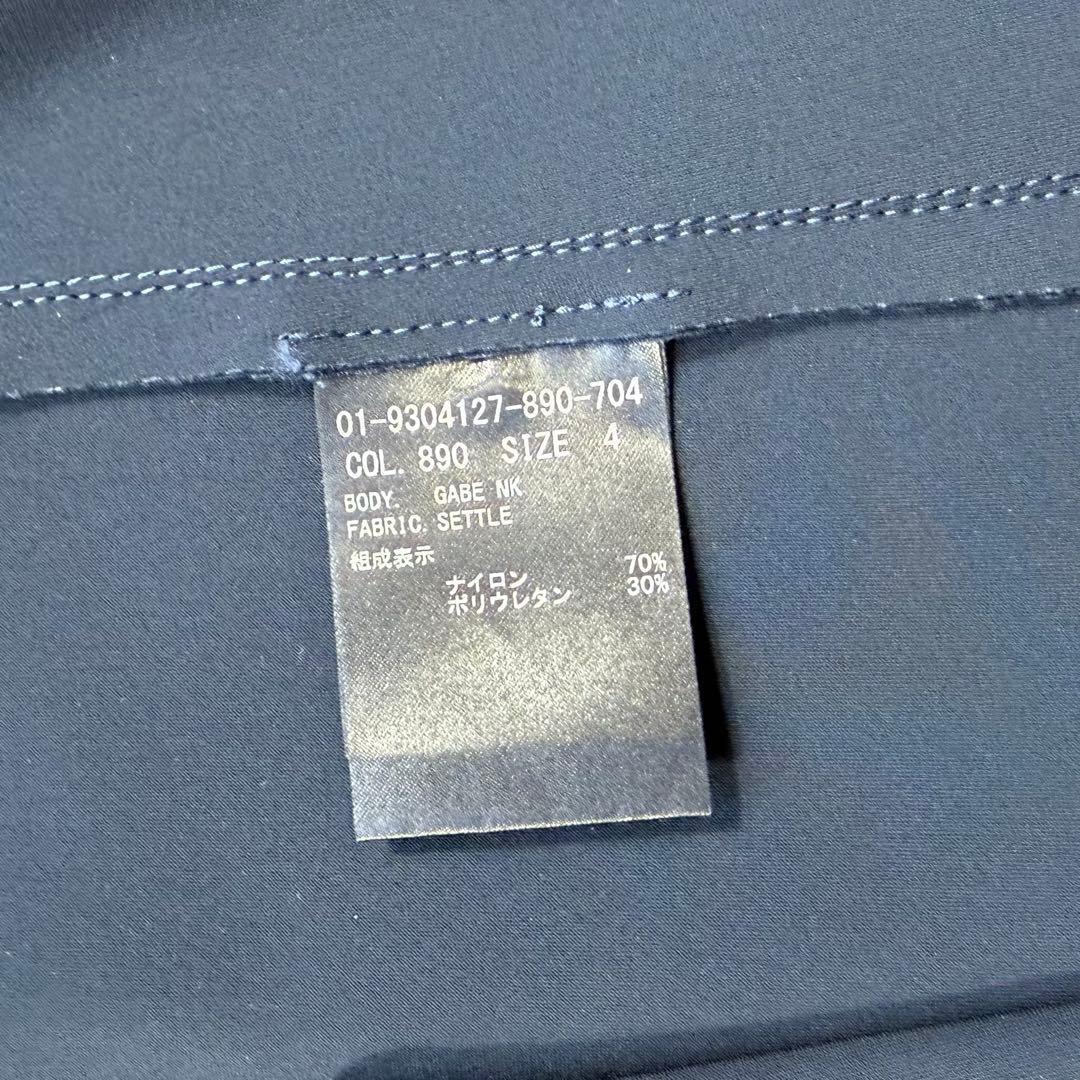 01-9304127-890-704
COL. 890 SIZE 4
BODY. GABE NK
FABRIC. SETTLE
組成表示
ナイロン 70%
ポリウレタン 30%